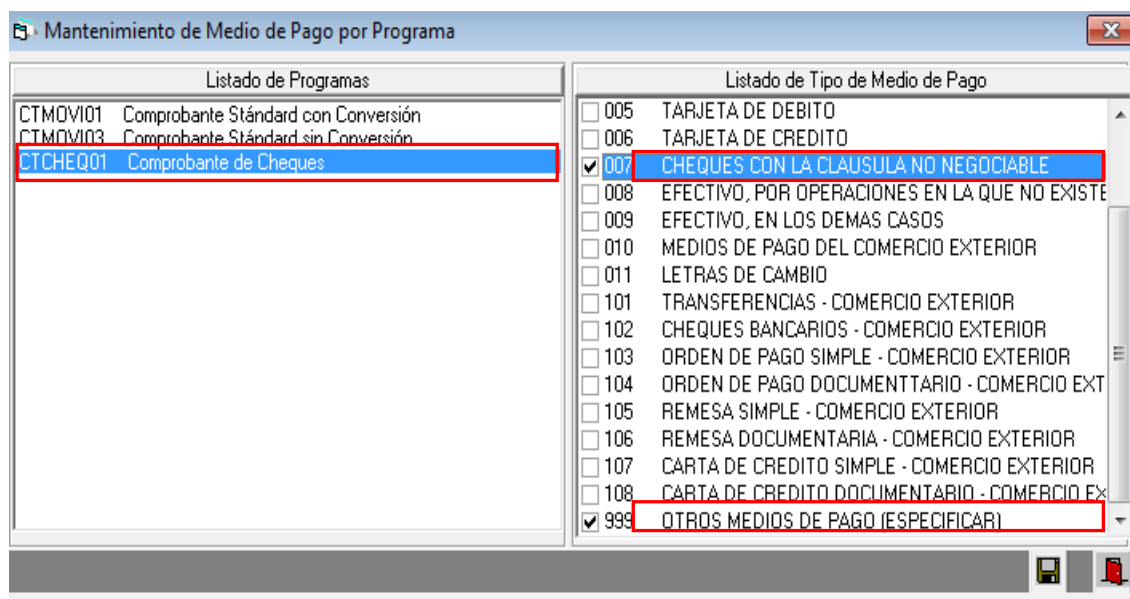 Mantenimiento de Medio de Pago por Programa
Listado de Programas
CTMOVI01 Comprobante Stándard con Conversión
CTMOVI03 Comprobante Stándard sin Conversión
CTCHEQ01 Comprobante de Cheques
Listado de Tipo de Medio de Pago
005 TARJETA DE DEBITO
006 TARJETA DE CREDITO
007 CHEQUES CON LA CLAUSULA NO NEGOCIABLE
008 EFECTIVO, POR OPERACIONES EN LA QUE NO EXISTE
009 EFECTIVO, EN LOS DEMAS CASOS
010 MEDIOS DE PAGO DEL COMERCIO EXTERIOR
011 LETRAS DE CAMBIO
101 TRANSFERENCIAS - COMERCIO EXTERIOR
102 CHEQUES BANCARIOS - COMERCIO EXTERIOR
103 ORDEN DE PAGO SIMPLE - COMERCIO EXTERIOR
104 ORDEN DE PAGO DOCUMENTTARIO - COMERCIO EXT
105 REMESA SIMPLE - COMERCIO EXTERIOR
106 REMESA DOCUMENTARIA - COMERCIO EXTERIOR
107 CARTA DE CREDITO SIMPLE - COMERCIO EXTERIOR
108 CARTA DE CREDITO DOCUMENTARIO - COMERCIO EX
999 OTROS MEDIOS DE PAGO (ESPECIFICAR)